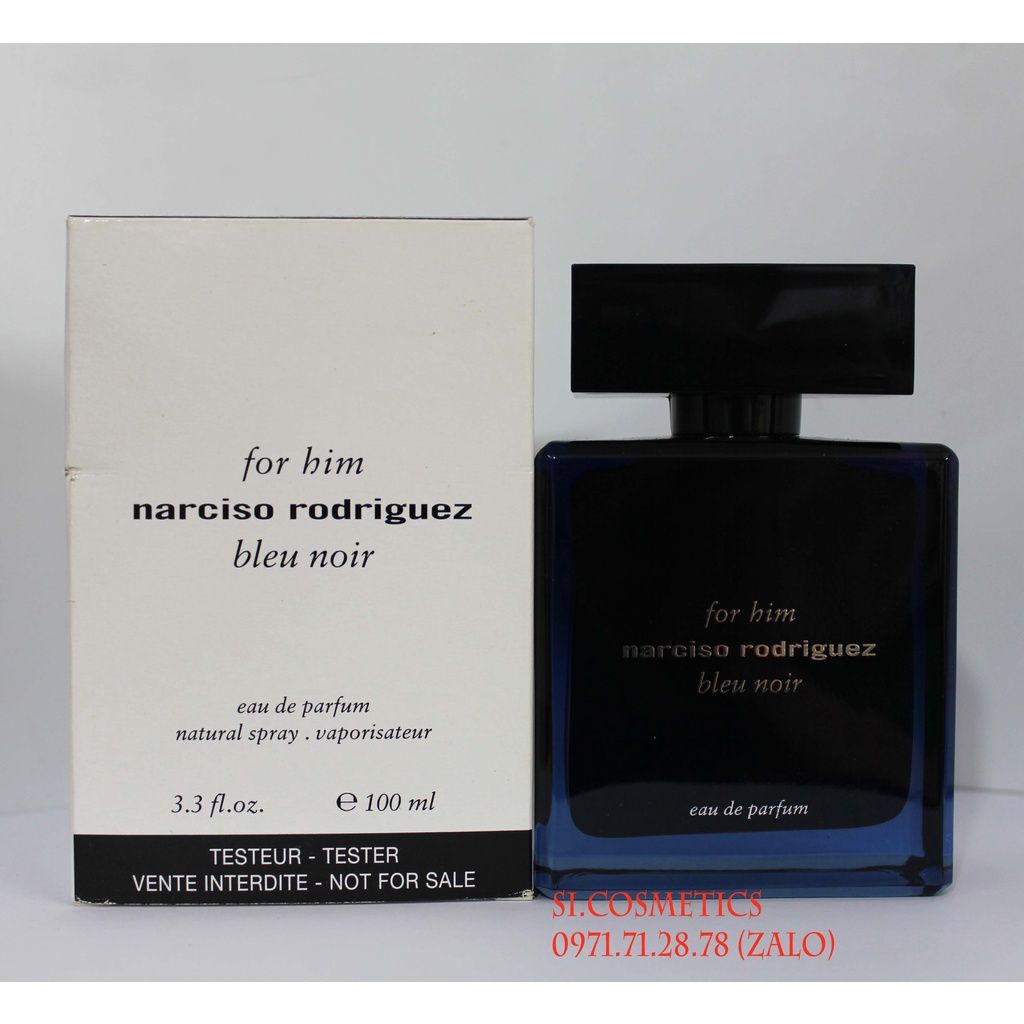 for him
narciso rodriguez
bleu noir
eau de parfum
natural spray . vaporisateur
3.3 fl.oz. ℮ 100 ml
TESTEUR - TESTER
VENTE INTERDITE - NOT FOR SALE
for him
narciso rodriguez
bleu noir
eau de parfum
SI.COSMETICS
0971.71.28.78 (ZALO)